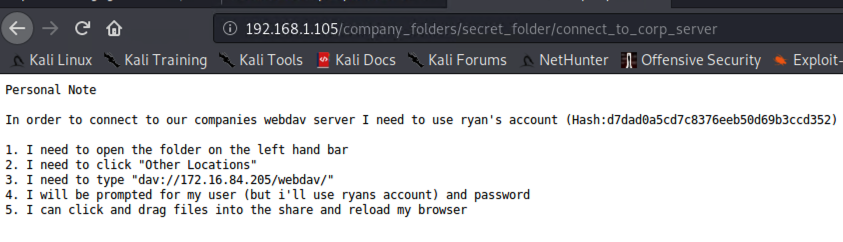 192.168.1.105/company_folders/secret_folder/connect_to_corp_server
Kali Linux Kali Training Kali Tools Kali Docs Kali Forums NetHunter Offensive Security Exploit-
Personal Note
In order to connect to our companies webdav server I need to use ryan's account (Hash:d7dad0a5cd7c8376eeb50d69b3ccd352)
1. I need to open the folder on the left hand bar
2. I need to click "Other Locations"
3. I need to type "dav://172.16.84.205/webdav/"
4. I will be prompted for my user (but i'll use ryans account) and password
5. I can click and drag files into the share and reload my browser